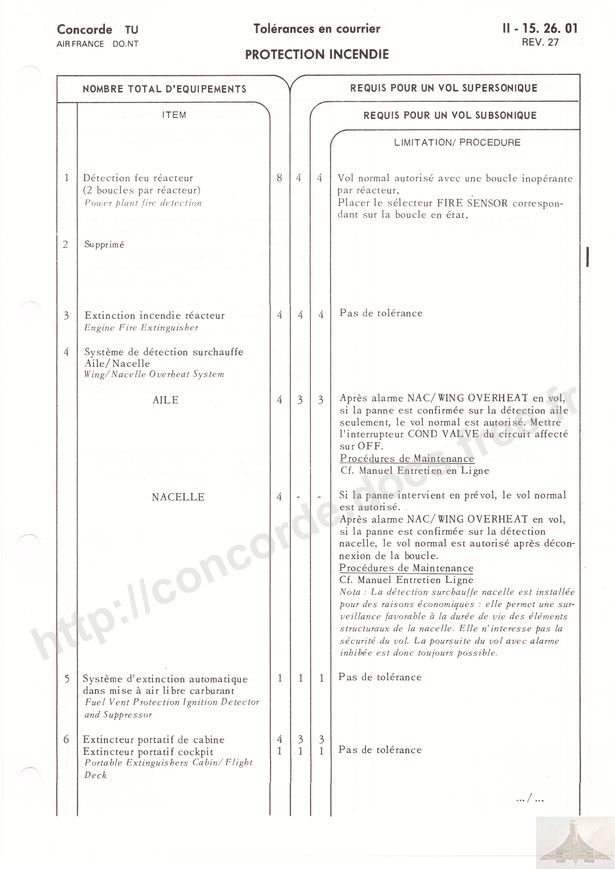 Concorde TU
AIR FRANCE DO.NT
Tolérances en courrier
II - 15. 26. 01
REV. 27
PROTECTION INCENDIE
NOMBRE TOTAL D'EQUIPEMENTS
REQUIS POUR UN VOL SUPERSONIQUE
ITEM
REQUIS POUR UN VOL SUBSONIQUE
LIMITATION/ PROCEDURE
1 Détection feu réacteur 8 4 4 Vol normal autorisé avec une boucle inopérante
(2 boucles par réacteur) par réacteur.
Power plant fire detection Placer le sélecteur FIRE SENSOR correspon-
dant sur la boucle en état.
2 Supprimé
3 Extinction incendie réacteur 4 4 4 Pas de tolérance
Engine Fire Extinguisher
4 Système de détection surchauffe
Aile/Nacelle
Wing/Nacelle Overheat System
AILE 4 3 3 Après alarme NAC/WING OVERHEAT en vol,
si la panne est confirmée sur la détection aile
seulement, le vol normal est autorisé. Mettre
l'interrupteur COND VALVE du circuit affecté
sur OFF.
Procédures de Maintenance
Cf. Manuel Entretien en Ligne
NACELLE 4 - - Si la panne intervient en prévol, le vol normal
est autorisé.
Après alarme NAC/WING OVERHEAT en vol,
si la panne est confirmée sur la détection
nacelle, le vol normal est autorisé après décon-
nexion de la boucle.
Procédures de Maintenance
Cf. Manuel Entretien Ligne
Nota : La détection surchauffe nacelle est installée
pour des raisons économiques : elle permet une sur-
veillance favorable à la durée de vie des éléments
structuraux de la nacelle. Elle n'interesse pas la
sécurité du vol. La poursuite du vol avec alarme
inhibée est donc toujours possible.
5 Système d'extinction automatique 1 1 1 Pas de tolérance
dans mise à air libre carburant
Fuel Vent Protection Ignition Detector
and Suppressor
6 Extincteur portatif de cabine 4 3 3
Extincteur portatif cockpit 1 1 1 Pas de tolérance
Portable Extinguishers Cabin/ Flight
Deck
.../...
http://concorde.docs.free.fr